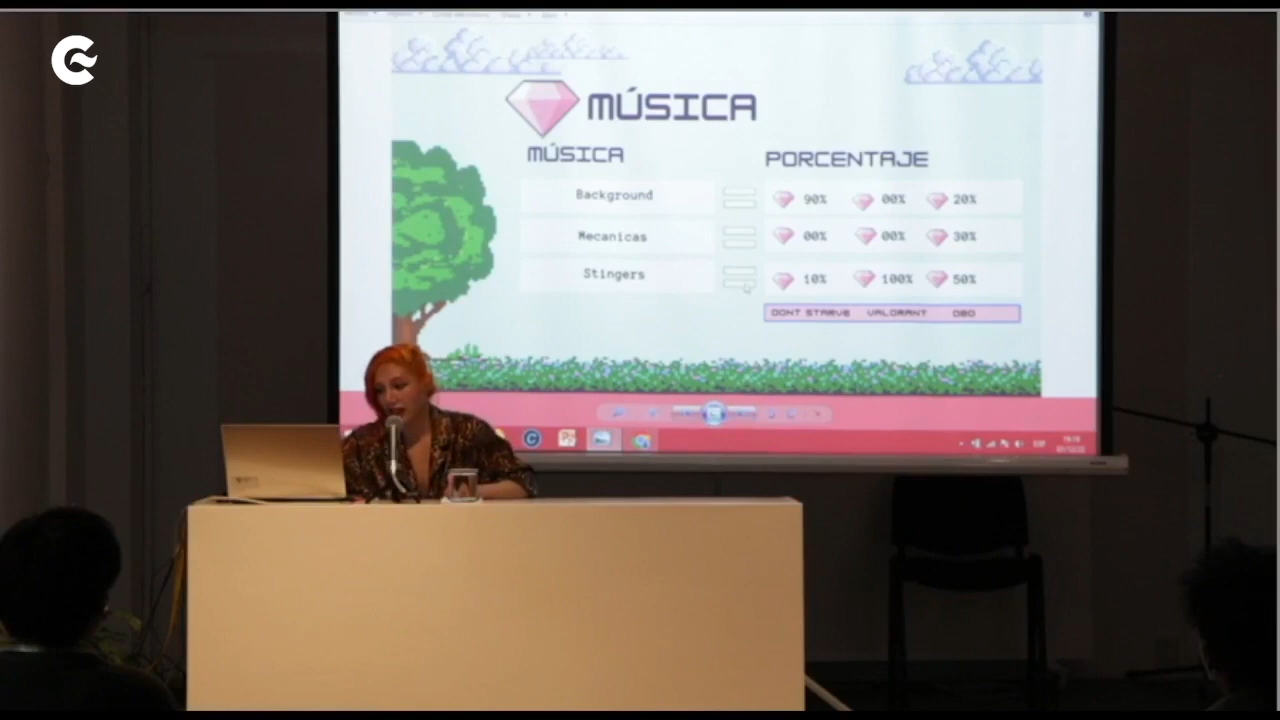 MÚSICA
MÚSICA
PORCENTAJE
Background
90% 00% 20%
Mecanicas
00% 00% 30%
Stingers
10% 100% 50%
DONT STARVE VALORANT DBD
ESP